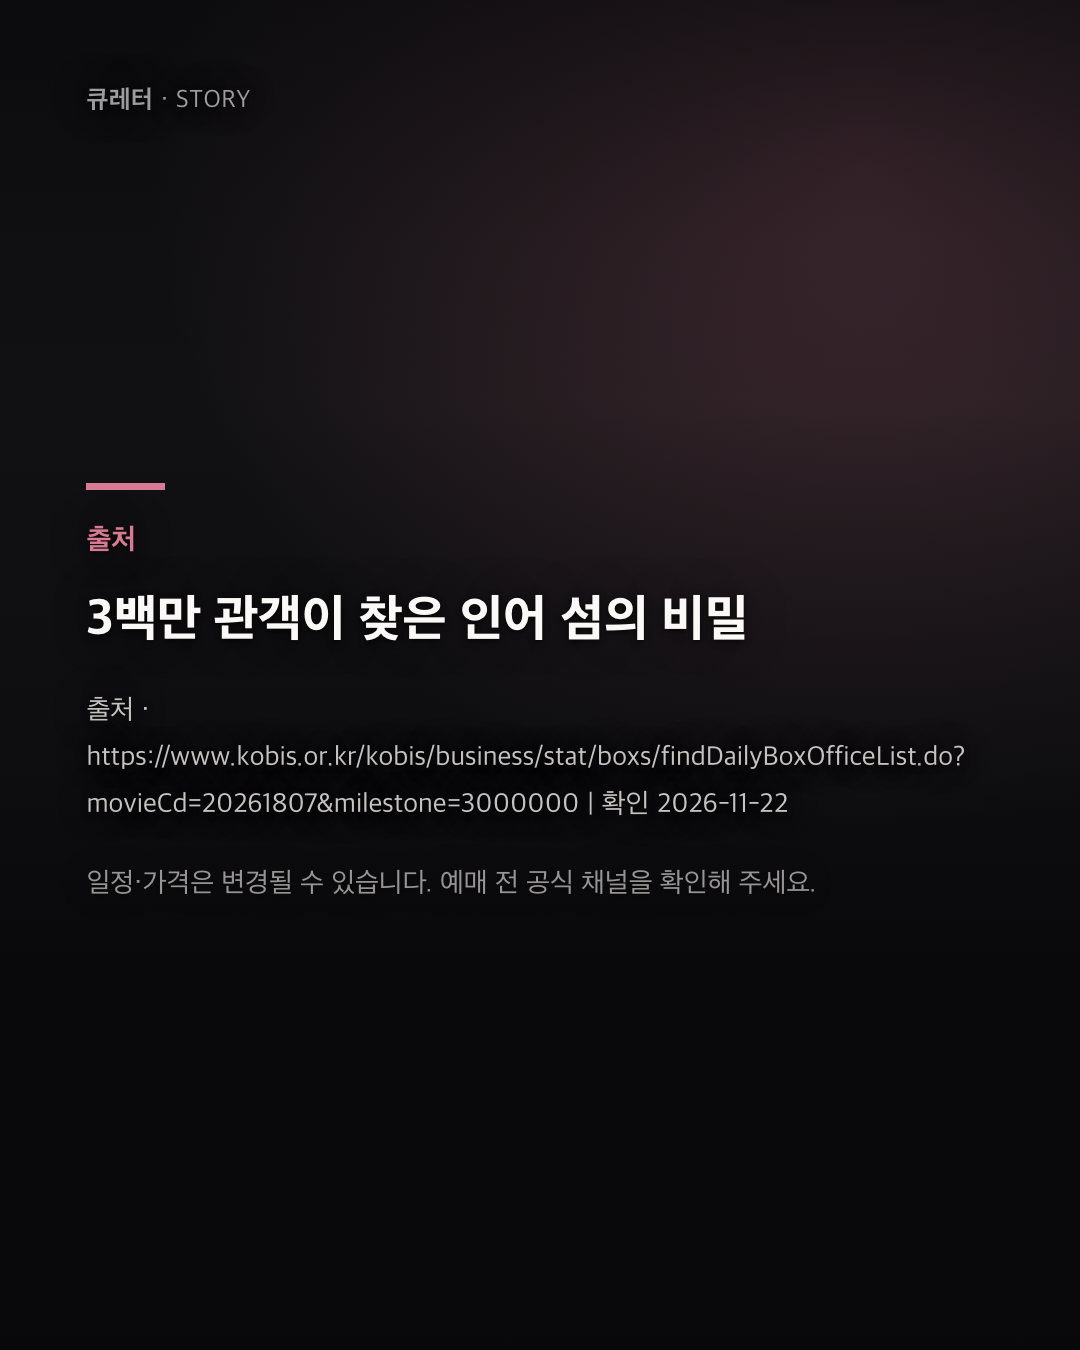 큐레터 · STORY
출처
3백만 관객이 찾은 인어 섬의 비밀
출처 ·
https://www.kobis.or.kr/kobis/business/stat/boxs/findDailyBoxOfficeList.do?
movieCd=20261807&milestone=3000000 | 확인 2026-11-22
일정·가격은 변경될 수 있습니다. 예매 전 공식 채널을 확인해 주세요.